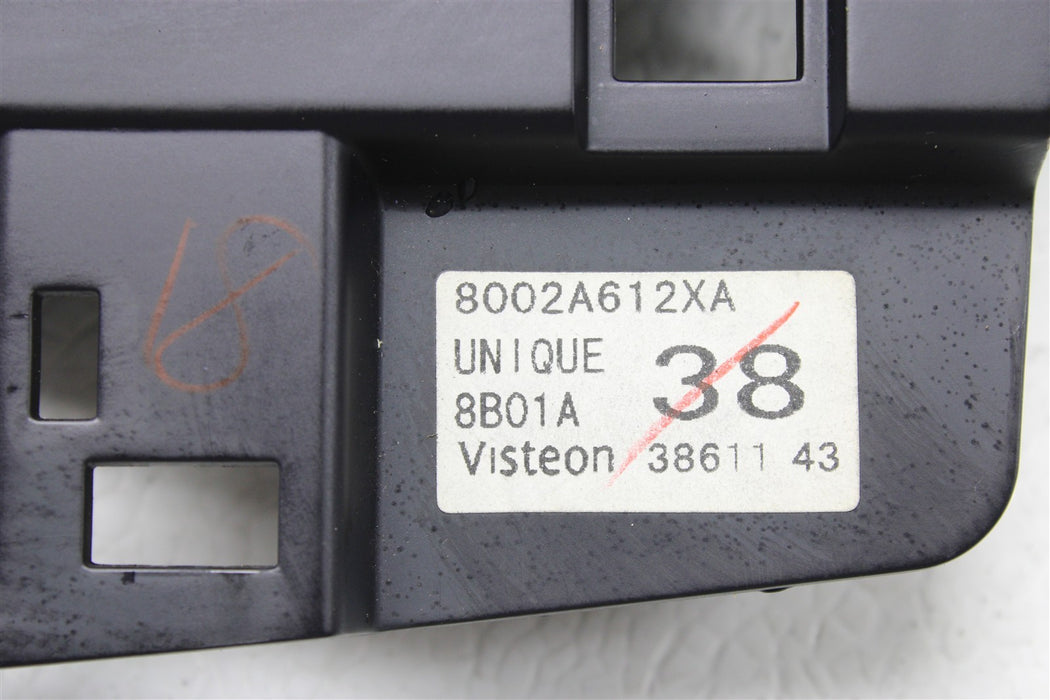 8002A612XA
UNIQUE 38
8B01A
Visteon 38611 43